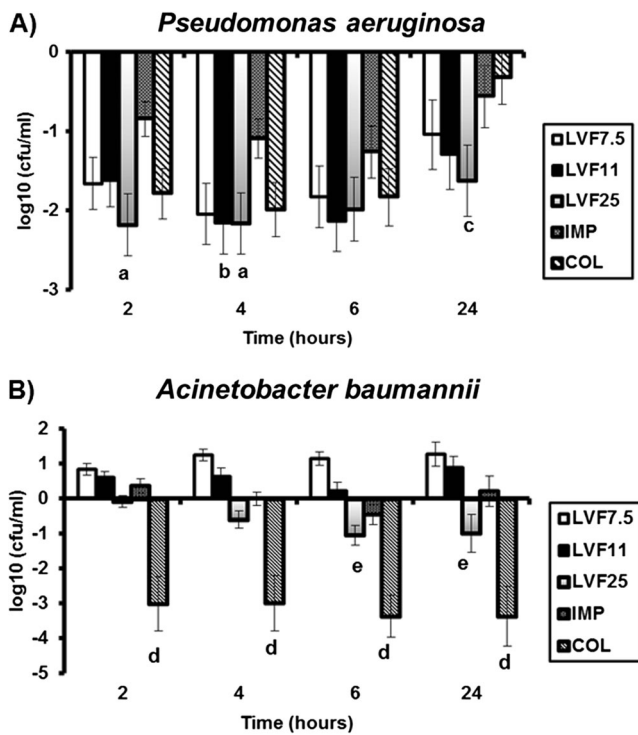 A) Pseudomonas aeruginosa
log10 (cfu/ml)
0
-1
-2
-3
a
b a
c
2 4 6 24
Time (hours)
LVF7.5
LVF11
LVF25
IMP
COL
B) Acinetobacter baumannii
log10 (cfu/ml)
2
1
0
-1
-2
-3
-4
-5
d
d
e
d
e
d
2 4 6 24
Time (hours)
LVF7.5
LVF11
LVF25
IMP
COL